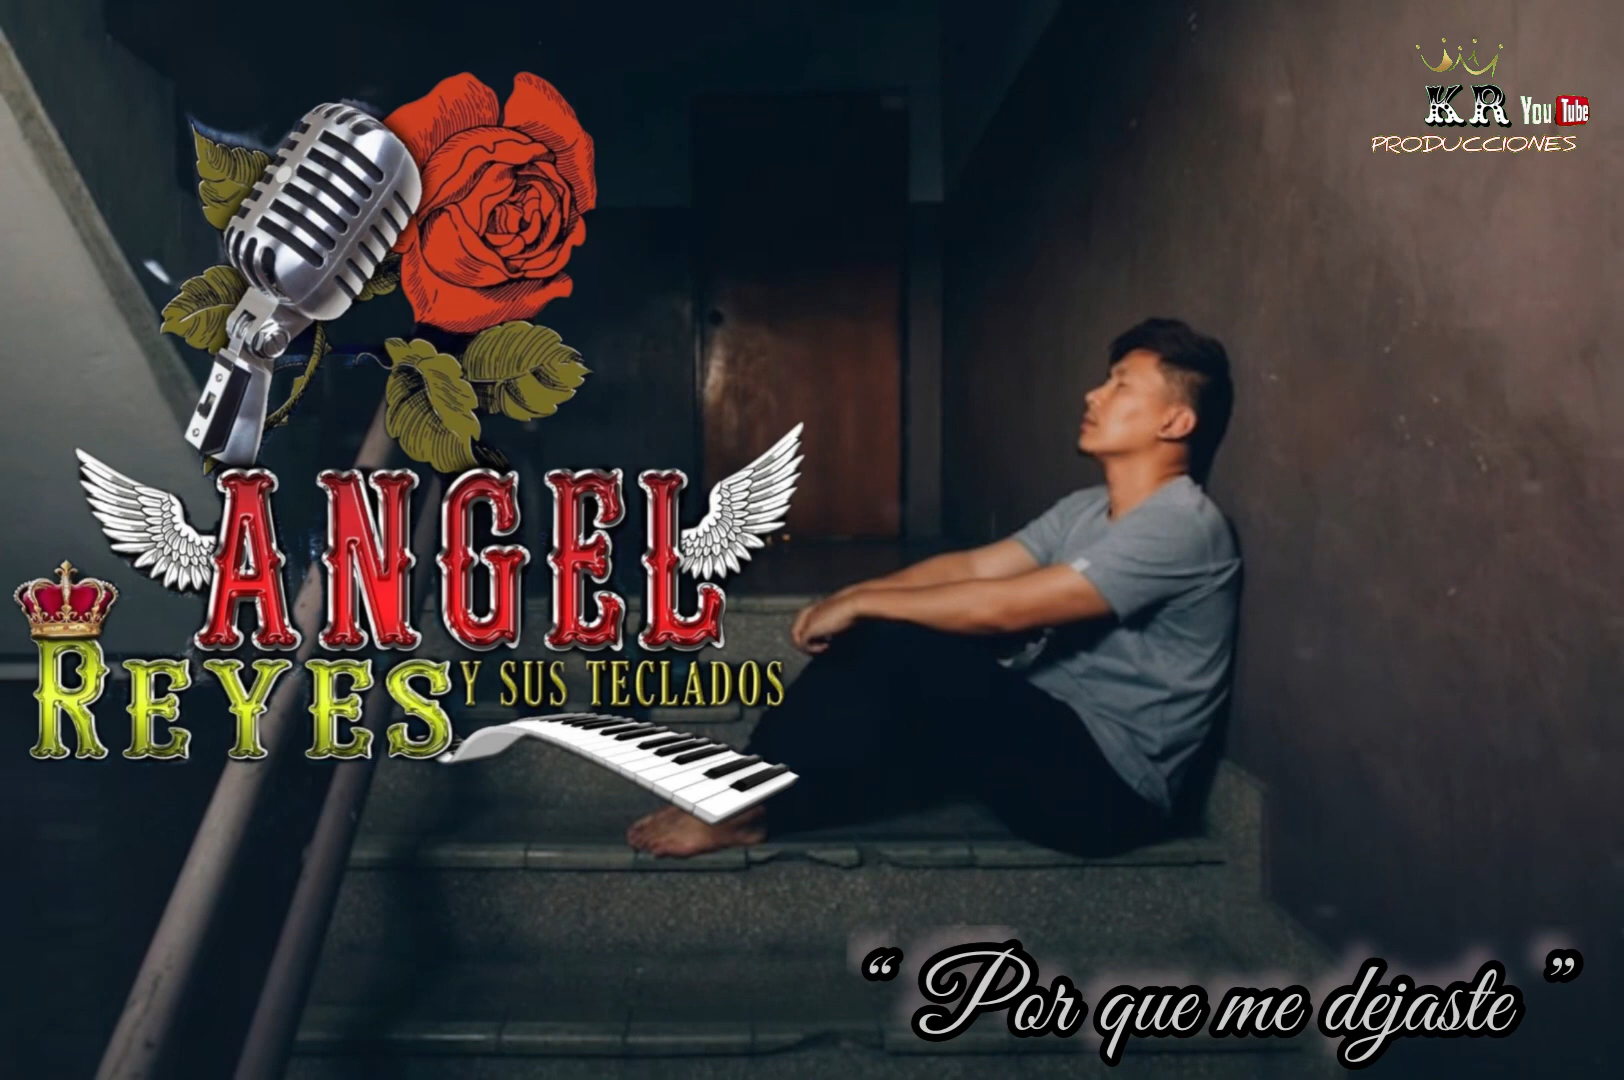 KR YouTube
PRODUCCIONES
ANGEL
REYES Y SUS TECLADOS
“ Por que me dejaste ”